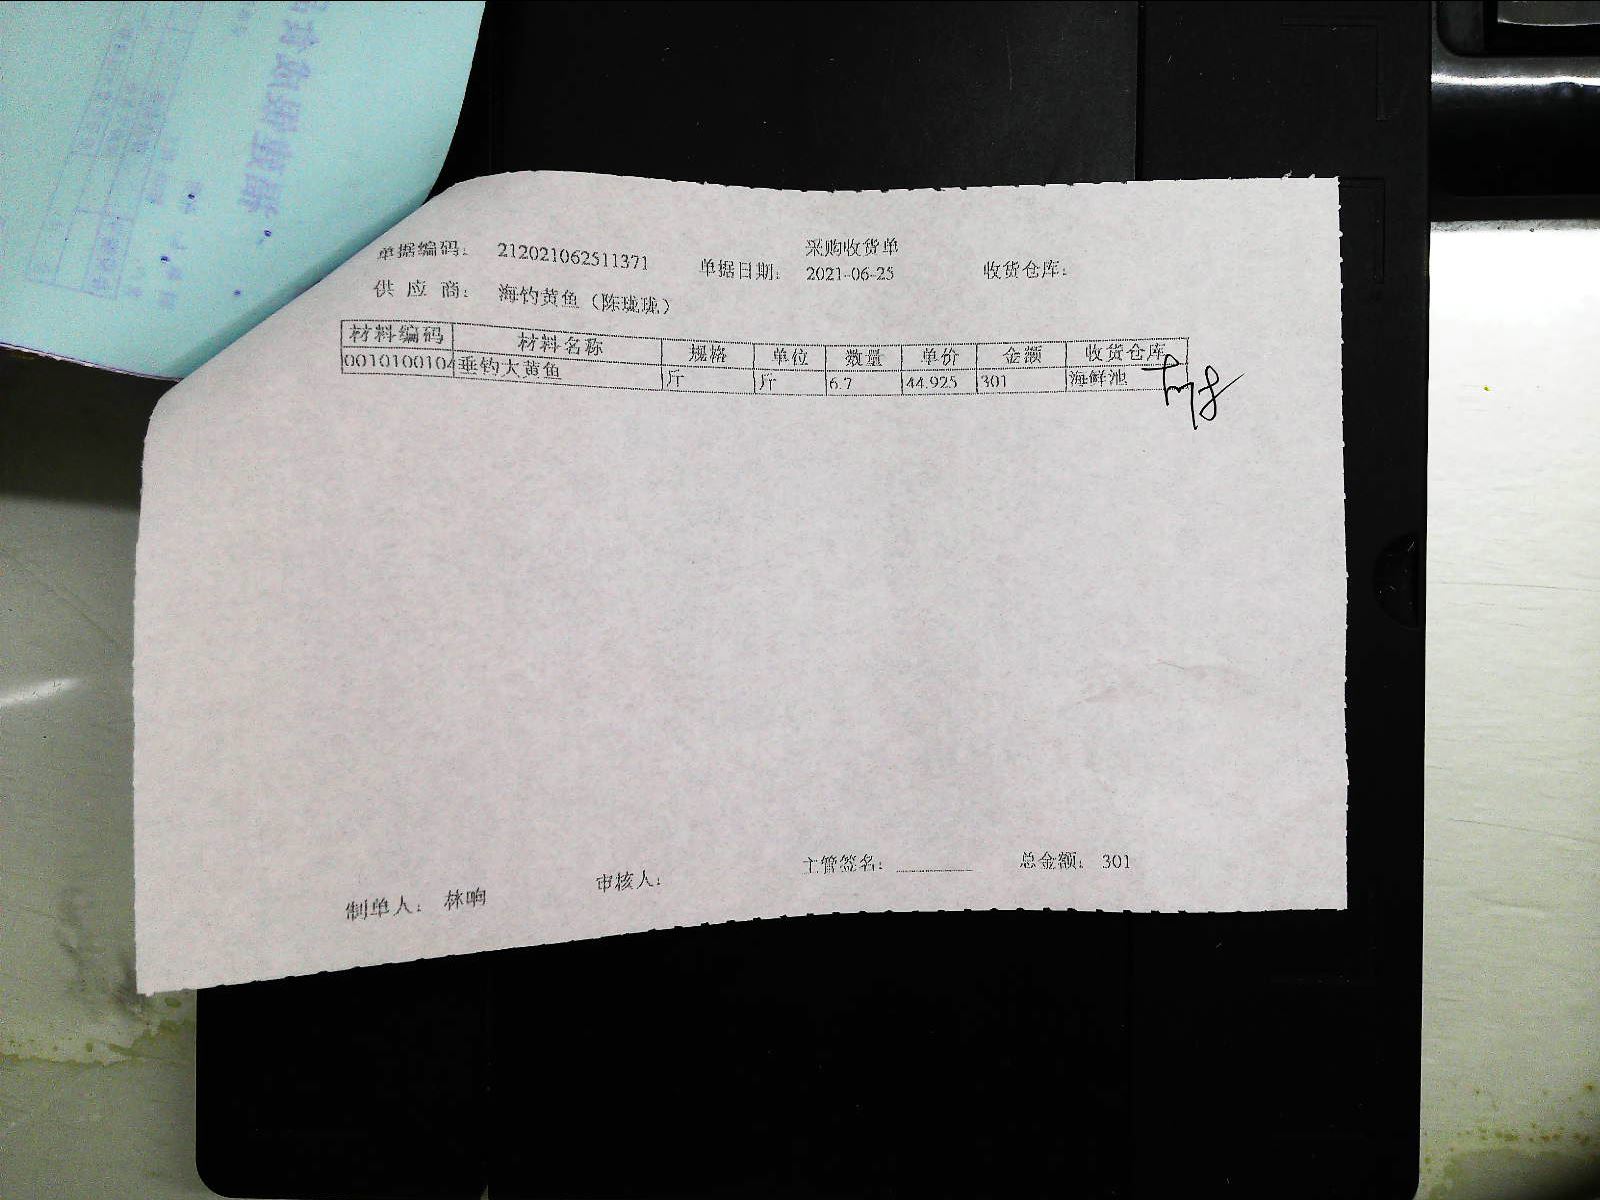 采购收货单
单据编码： 212021062511371 单据日期： 2021-06-25 收货仓库：
供 应 商： 海钓黄鱼（陈珑珑）
材料编码 材料名称 规格 单位 数量 单价 金额 收货仓库
0010100104 垂钓大黄鱼 斤 斤 6.7 44.925 301 海鲜池
制单人： 林响 审核人： 主管签名： 总金额： 301